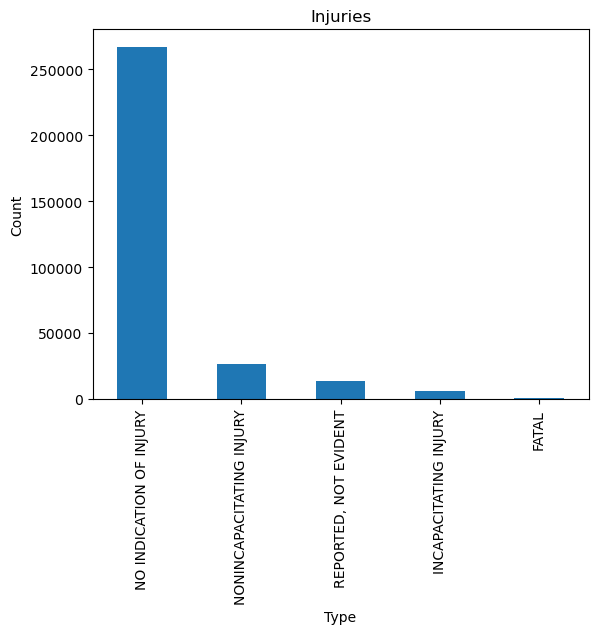 Injuries
Count
250000
200000
150000
100000
50000
0
NO INDICATION OF INJURY
NONINCAPACITATING INJURY
REPORTED, NOT EVIDENT
INCAPACITATING INJURY
FATAL
Type